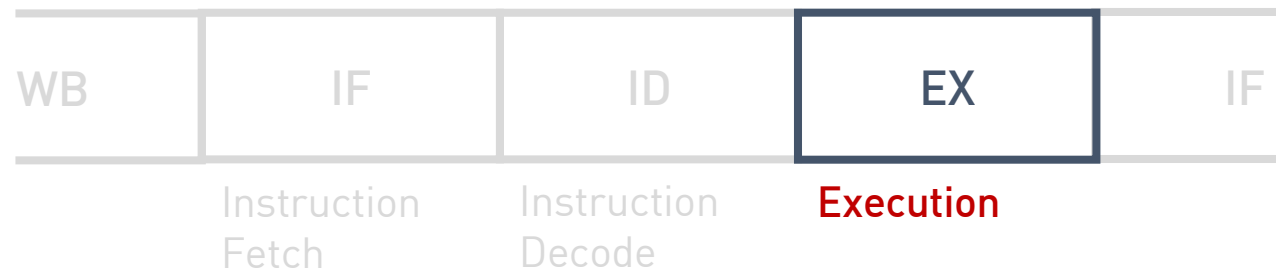 WB IF ID EX IF
Instruction Fetch
Instruction Decode
Execution